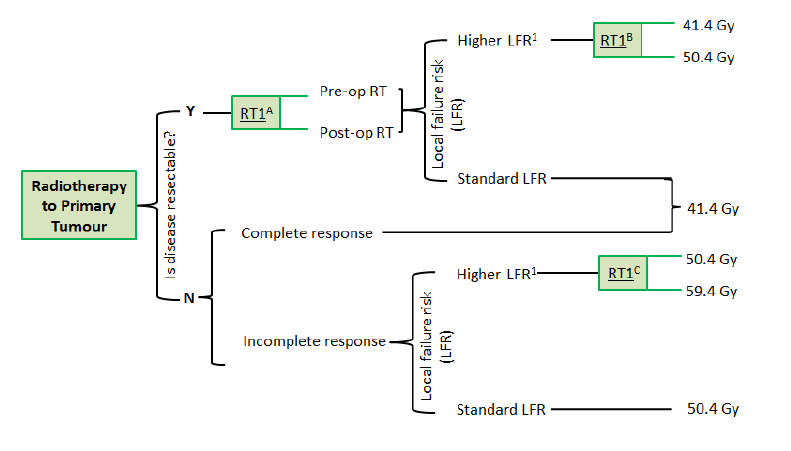 Radiotherapy
to Primary
Tumour
Is disease resectable?
Y
RT1ᴬ
Pre-op RT
Post-op RT
Local failure risk
(LFR)
Higher LFR¹
RT1ᴮ
41.4 Gy
50.4 Gy
Standard LFR
41.4 Gy
N
Complete response
Incomplete response
Local failure risk
(LFR)
Higher LFR¹
RT1ᶜ
50.4 Gy
59.4 Gy
Standard LFR
50.4 Gy